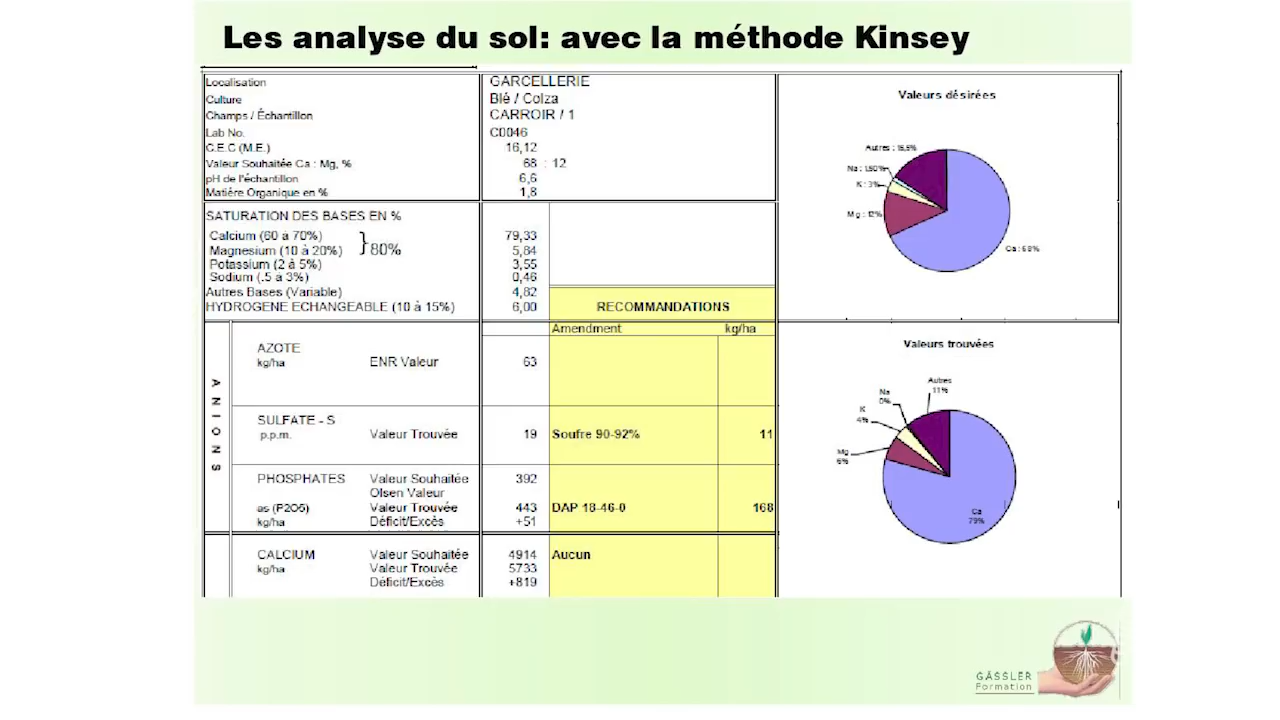 Les analyse du sol: avec la méthode Kinsey
Localisation GARCELLERIE
Culture Blé / Colza
Champs / Échantillon CARROIR / 1
Lab No. C0046
C.E.C (M.E.) 16,12
Valeur Souhaitée Ca : Mg, % 68 : 12
pH de l'échantillon 6,6
Matière Organique en % 1,8
SATURATION DES BASES EN %
Calcium (60 à 70%) 79,33
}80%
Magnesium (10 à 20%) 5,84
Potassium (2 à 5%) 3,55
Sodium (.5 à 3%) 0,46
Autres Bases (Variable) 4,82
HYDROGENE ECHANGEABLE (10 à 15%) 6,00
RECOMMANDATIONS
Amendment kg/ha
ANIONS
AZOTE
kg/ha ENR Valeur 63
SULFATE - S
p.p.m. Valeur Trouvée 19 Soufre 90-92% 11
PHOSPHATES Valeur Souhaitée 392
Olsen Valeur
as (P2O5) Valeur Trouvée 443 DAP 18-46-0 168
kg/ha Déficit/Excès +51
CALCIUM Valeur Souhaitée 4914 Aucun
kg/ha Valeur Trouvée 5733
Déficit/Excès +819
Valeurs désirées
Autres : 15,5%
Na : 1,50%
K : 3%
Mg : 12%
Ca : 68%
Valeurs trouvées
Autres
11%
Na
0%
K
4%
Mg
6%
Ca
79%
GÄSSLER
Formation